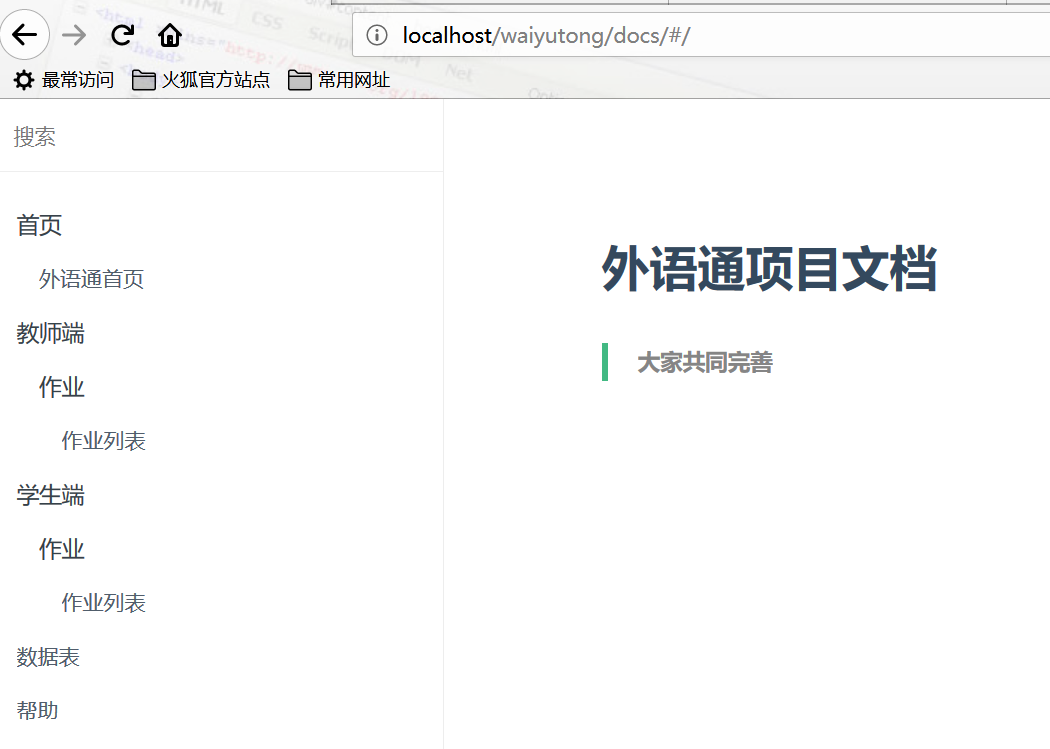 localhost/waiyutong/docs/#/
最常访问 火狐官方站点 常用网址
搜索
首页
外语通首页
教师端
作业
作业列表
学生端
作业
作业列表
数据表
帮助
外语通项目文档
大家共同完善